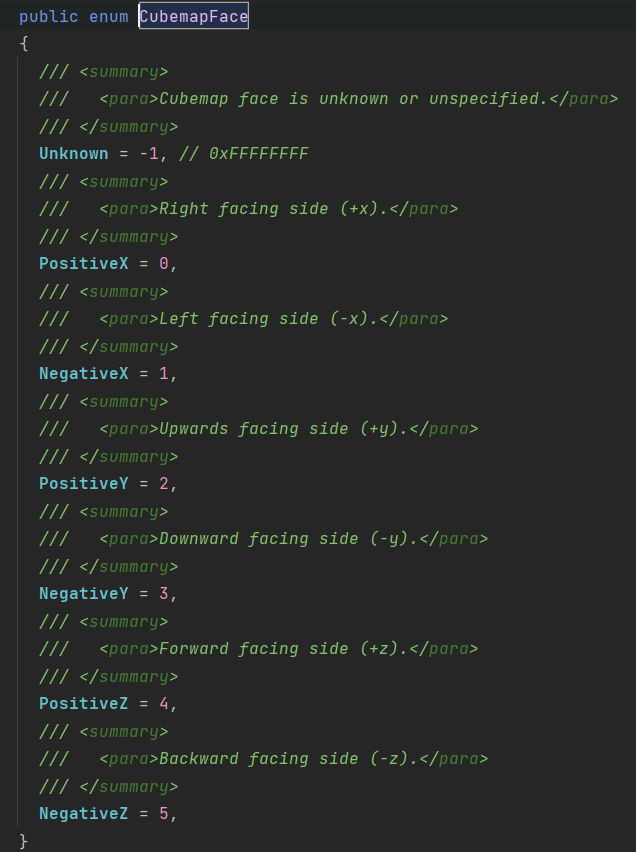 public enum CubemapFace
{
  /// <summary>
  ///   <para>Cubemap face is unknown or unspecified.</para>
  /// </summary>
  Unknown = -1, // 0xFFFFFFFF
  /// <summary>
  ///   <para>Right facing side (+x).</para>
  /// </summary>
  PositiveX = 0,
  /// <summary>
  ///   <para>Left facing side (-x).</para>
  /// </summary>
  NegativeX = 1,
  /// <summary>
  ///   <para>Upwards facing side (+y).</para>
  /// </summary>
  PositiveY = 2,
  /// <summary>
  ///   <para>Downward facing side (-y).</para>
  /// </summary>
  NegativeY = 3,
  /// <summary>
  ///   <para>Forward facing side (+z).</para>
  /// </summary>
  PositiveZ = 4,
  /// <summary>
  ///   <para>Backward facing side (-z).</para>
  /// </summary>
  NegativeZ = 5,
}